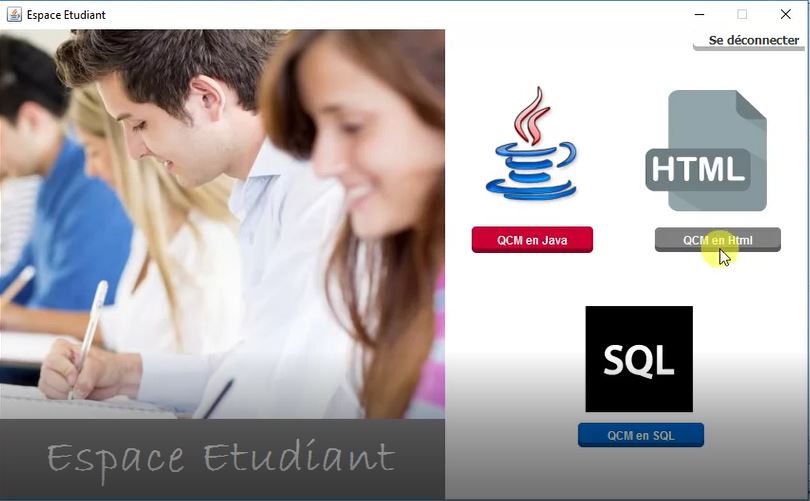 Espace Etudiant
Se déconnecter
HTML
QCM en Java
QCM en Html
SQL
QCM en SQL
Espace Etudiant